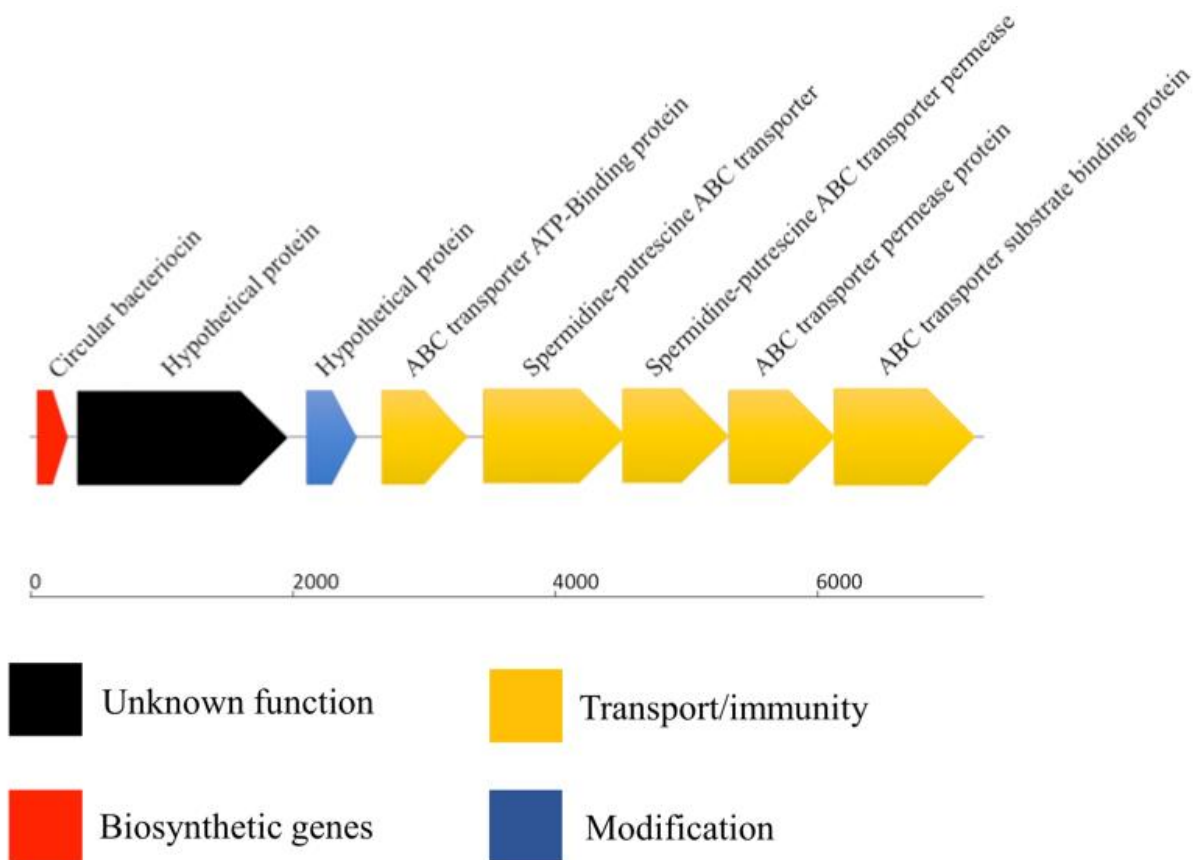 Circular bacteriocin
Hypothetical protein
Hypothetical protein
ABC transporter ATP-Binding protein
Spermidine-putrescine ABC transporter
Spermidine-putrescine ABC transporter permease
ABC transporter permease protein
ABC transporter substrate binding protein
0 2000 4000 6000
Unknown function
Transport/immunity
Biosynthetic genes
Modification